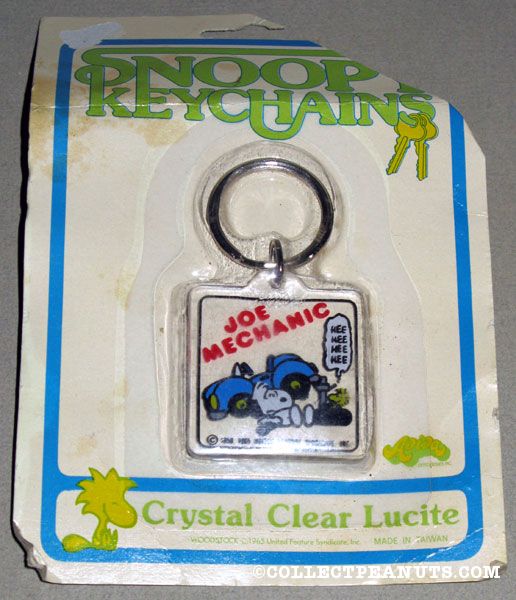 SNOOPY
KEYCHAINS
JOE
MECHANIC
HEE
HEE
HEE
HEE
Crystal Clear Lucite
WOODSTOCK ©1965 United Feature Syndicate, Inc. MADE IN TAIWAN
©COLLECTPEANUTS.COM